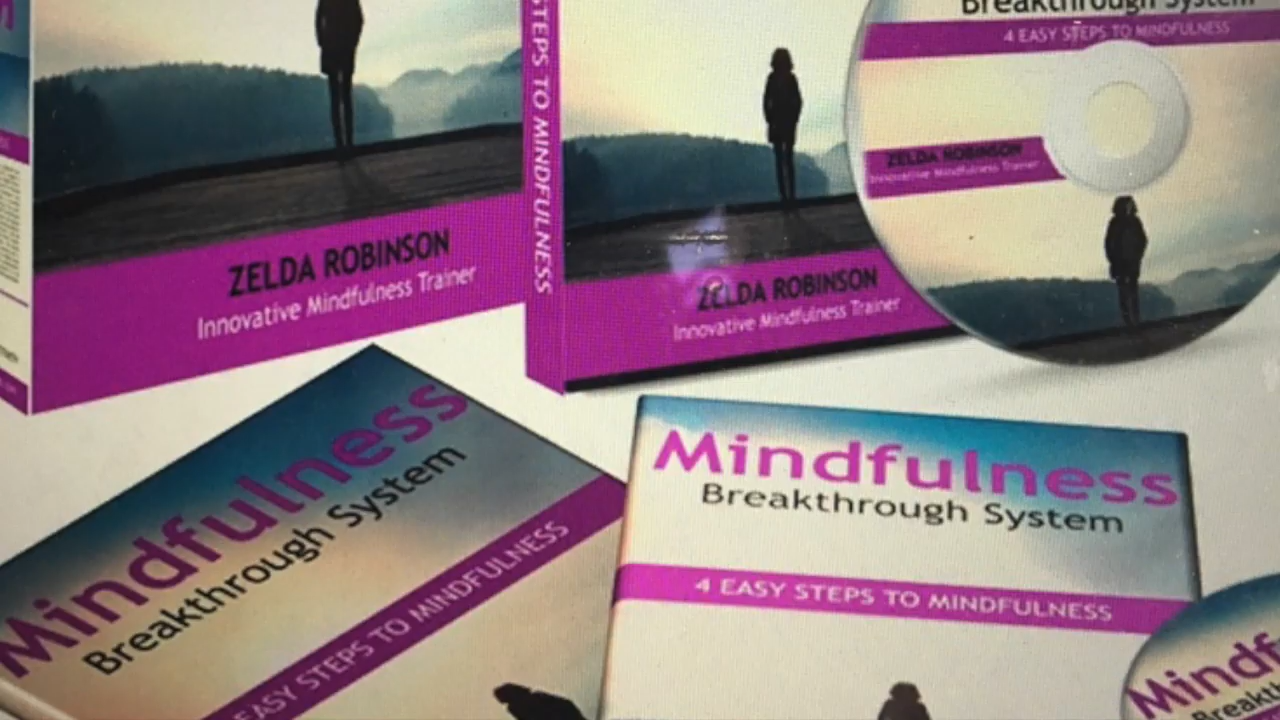 ZELDA ROBINSON
Innovative Mindfulness Trainer
STEPS TO MINDFULNESS
ZELDA ROBINSON
Innovative Mindfulness Trainer
Breakthrough System
4 EASY STEPS TO MINDFULNESS
ZELDA ROBINSON
Innovative Mindfulness Trainer
Mindfulness
Breakthrough System
EASY STEPS TO MINDFULNESS
Mindfulness
Breakthrough System
4 EASY STEPS TO MINDFULNESS